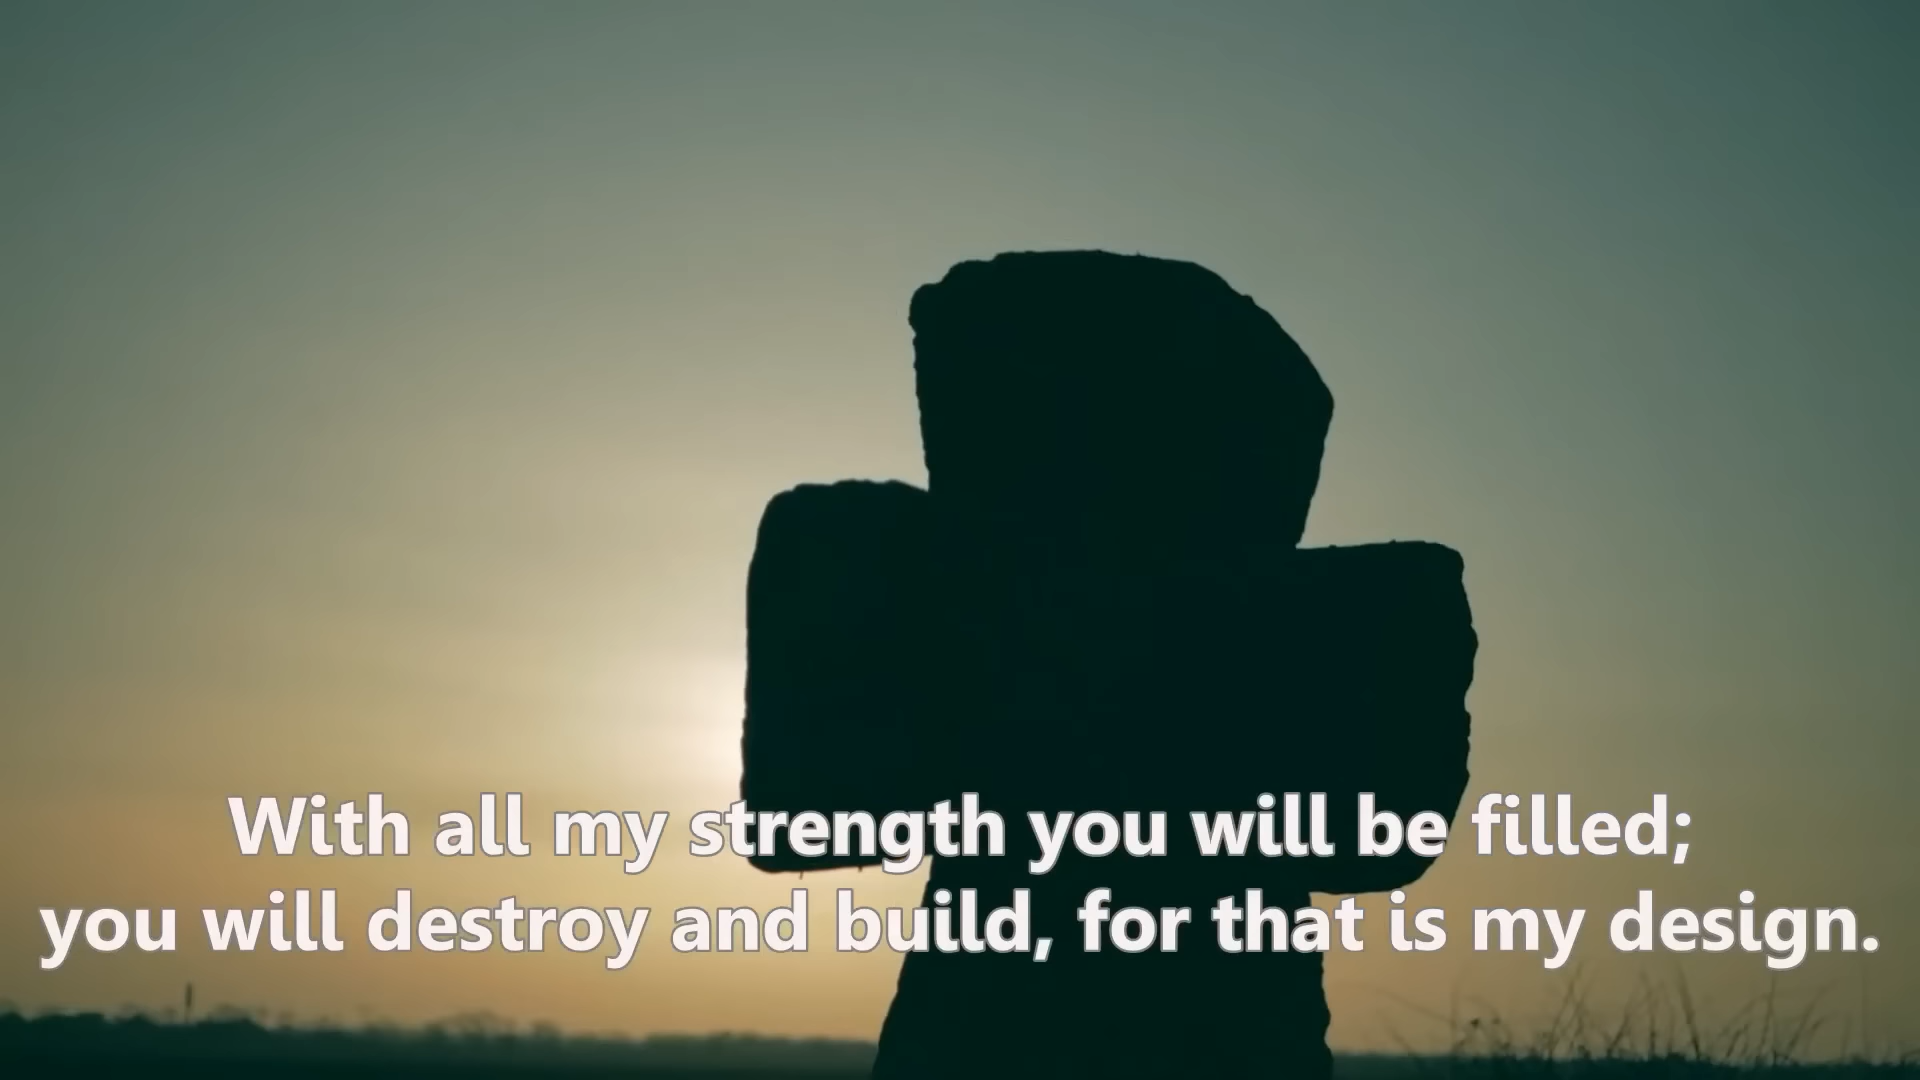 With all my strength you will be filled;
you will destroy and build, for that is my design.